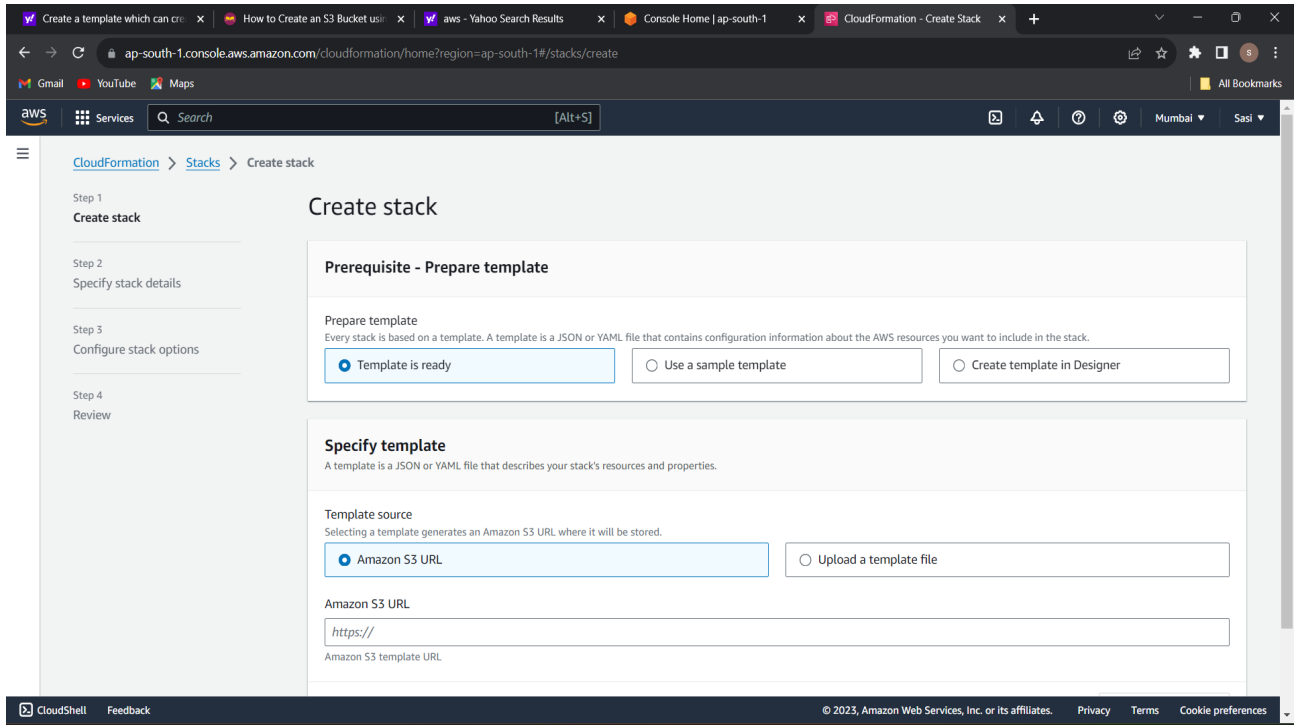 Create a template which can cre
How to Create an S3 Bucket usin
aws - Yahoo Search Results
Console Home | ap-south-1
CloudFormation - Create Stack
ap-south-1.console.aws.amazon.com/cloudformation/home?region=ap-south-1#/stacks/create
Gmail YouTube Maps All Bookmarks
aws Services Search [Alt+S] Mumbai ▼ Sasi ▼
CloudFormation > Stacks > Create stack
Step 1
Create stack
Step 2
Specify stack details
Step 3
Configure stack options
Step 4
Review
Create stack
Prerequisite - Prepare template
Prepare template
Every stack is based on a template. A template is a JSON or YAML file that contains configuration information about the AWS resources you want to include in the stack.
Template is ready
Use a sample template
Create template in Designer
Specify template
A template is a JSON or YAML file that describes your stack's resources and properties.
Template source
Selecting a template generates an Amazon S3 URL where it will be stored.
Amazon S3 URL
Upload a template file
Amazon S3 URL
https://
Amazon S3 template URL
CloudShell Feedback © 2023, Amazon Web Services, Inc. or its affiliates. Privacy Terms Cookie preferences